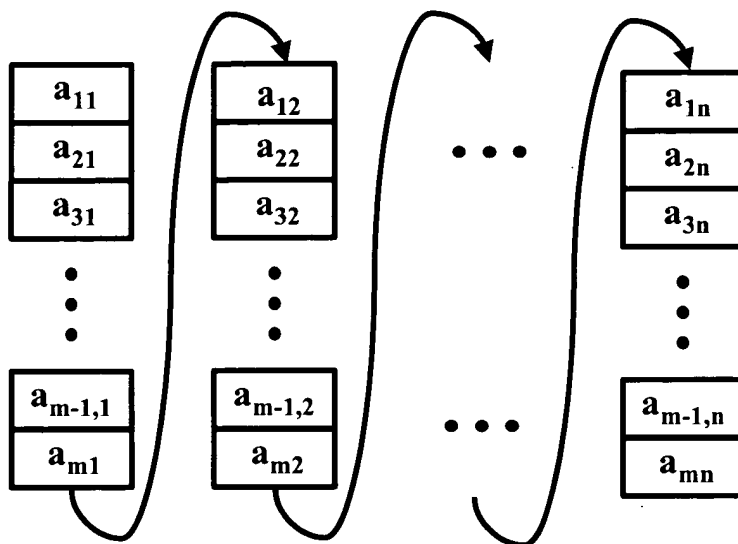 a11 a12 a1n
a21 a22 • • • a2n
a31 a32 a3n
am-1,1 am-1,2 • • • am-1,n
am1 am2 amn